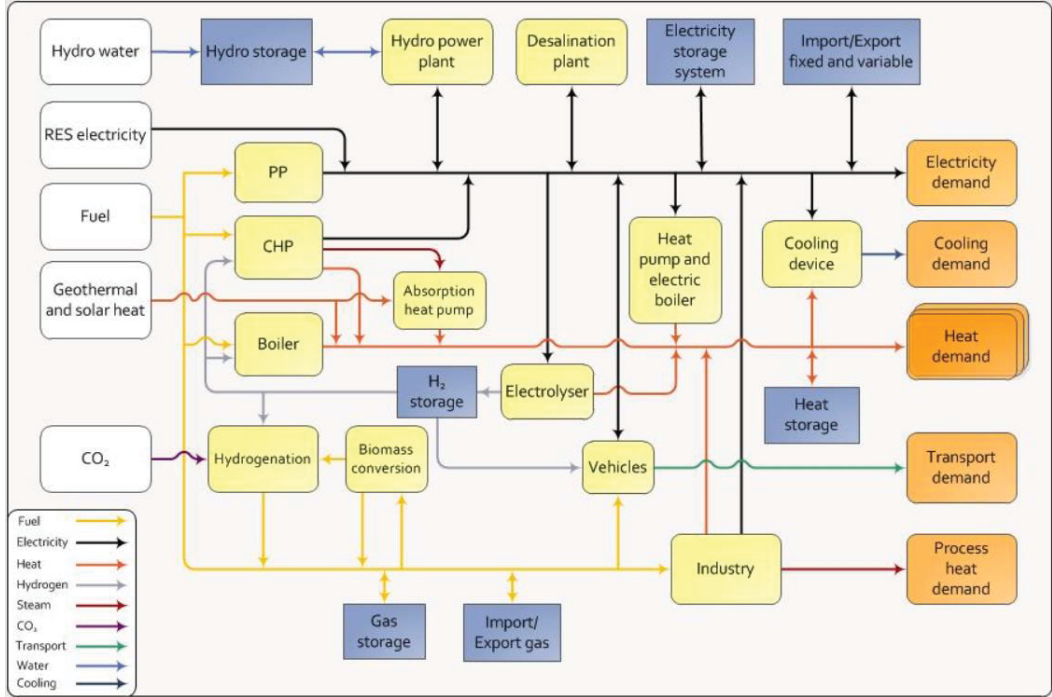 Hydro water
Hydro storage
Hydro power
plant
Desalination
plant
Electricity
storage
system
Import/Export
fixed and variable
RES electricity
PP
Electricity
demand
Fuel
CHP
Heat
pump and
electric
boiler
Cooling
device
Cooling
demand
Geothermal
and solar heat
Absorption
heat pump
Boiler
Heat
demand
H₂
storage
Electrolyser
Heat
storage
CO₂
Hydrogenation
Biomass
conversion
Vehicles
Transport
demand
Industry
Process
heat
demand
Gas
storage
Import/
Export gas
Fuel
Electricity
Heat
Hydrogen
Steam
CO₂
Transport
Water
Cooling